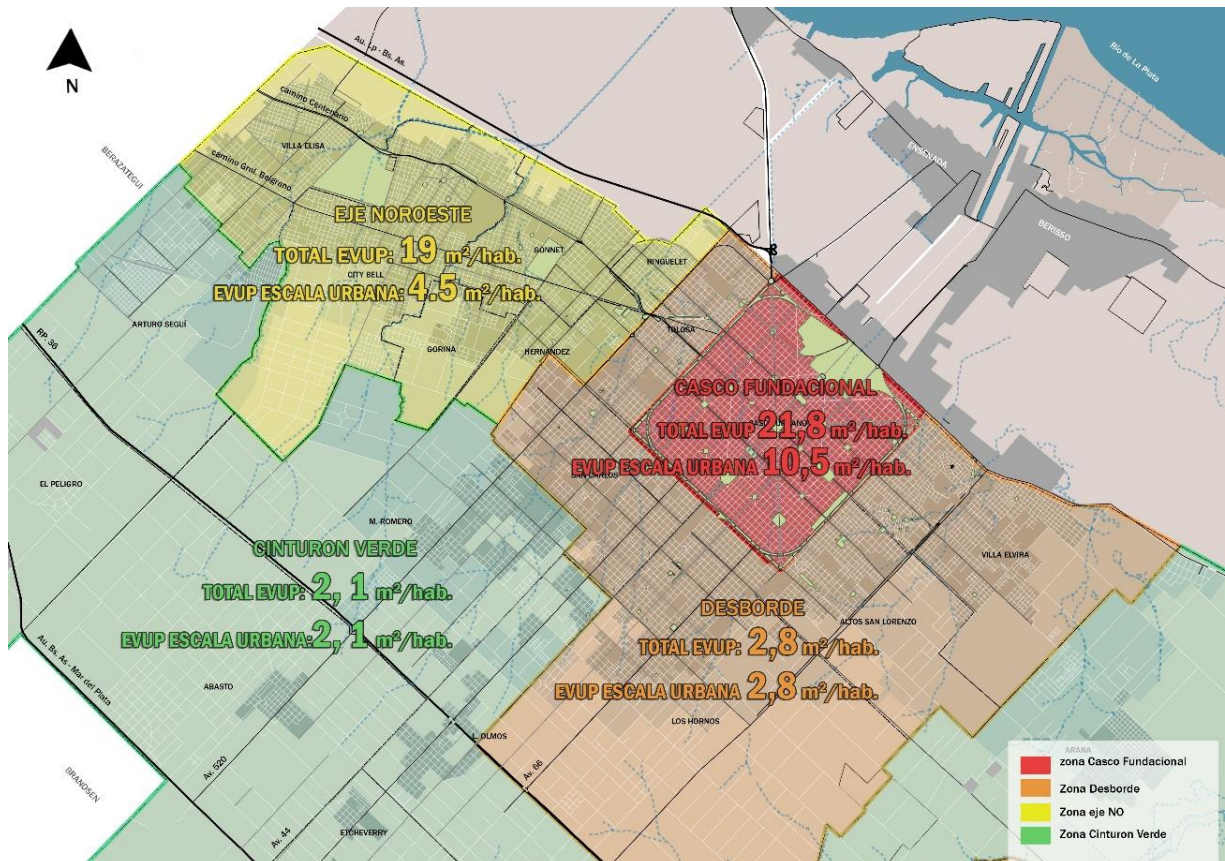 N
Au. Lp - Bs. As.
Rio de La Plata
camino Centenario
VILLA ELISA
camino Gral. Belgrano
BERAZATEGUI
ENSENADA
BERISSO
EJE NOROESTE
TOTAL EVUP: 19 m²/hab.
EVUP ESCALA URBANA: 4.5 m²/hab.
GONNET
RINGUELET
CITY BELL
ARTURO SEGUÍ
RP. 36
GORINA
HERNANDEZ
TOLOSA
CASCO FUNDACIONAL
TOTAL EVUP 21,8 m²/hab.
EVUP ESCALA URBANA 10,5 m²/hab.
SAN CARLOS
EL PELIGRO
M. ROMERO
CINTURON VERDE
TOTAL EVUP: 2, 1 m²/hab.
EVUP ESCALA URBANA: 2, 1 m²/hab.
VILLA ELVIRA
DESBORDE
ALTOS SAN LORENZO
TOTAL EVUP: 2,8 m²/hab.
EVUP ESCALA URBANA 2,8 m²/hab.
Au. Bs. As - Mar del Plata
ABASTO
LOS HORNOS
L. OLMOS
BRANDSEN
Av. 520
Av. 66
Av. 44
ETCHEVERRY
ARANA
zona Casco Fundacional
Zona Desborde
Zona eje NO
Zona Cinturon Verde